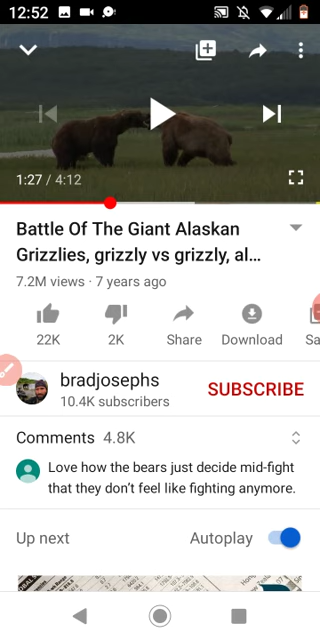 12:52
1:27 / 4:12
Battle Of The Giant Alaskan
Grizzlies, grizzly vs grizzly, al...
7.2M views · 7 years ago
22K
2K
Share
Download
Sa
bradjosephs
10.4K subscribers
SUBSCRIBE
Comments 4.8K
Love how the bears just decide mid-fight
that they don't feel like fighting anymore.
Up next
Autoplay